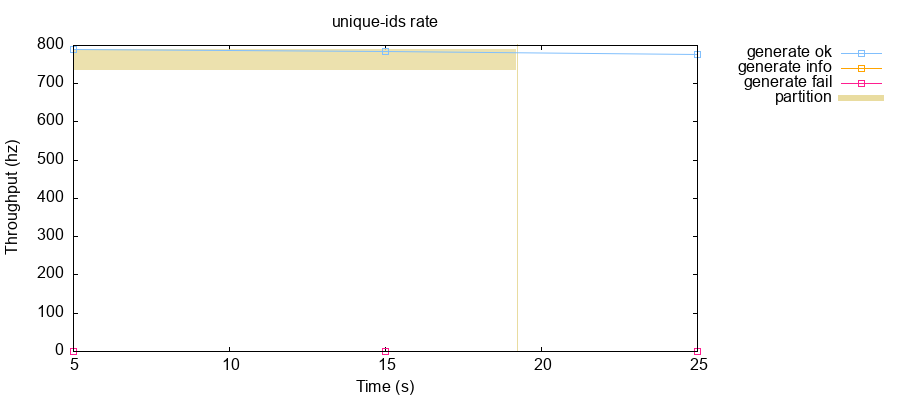 unique-ids rate
800
700
600
500
400
300
200
100
0
5
10
15
20
25
Throughput (hz)
Time (s)
generate ok
generate info
generate fail
partition